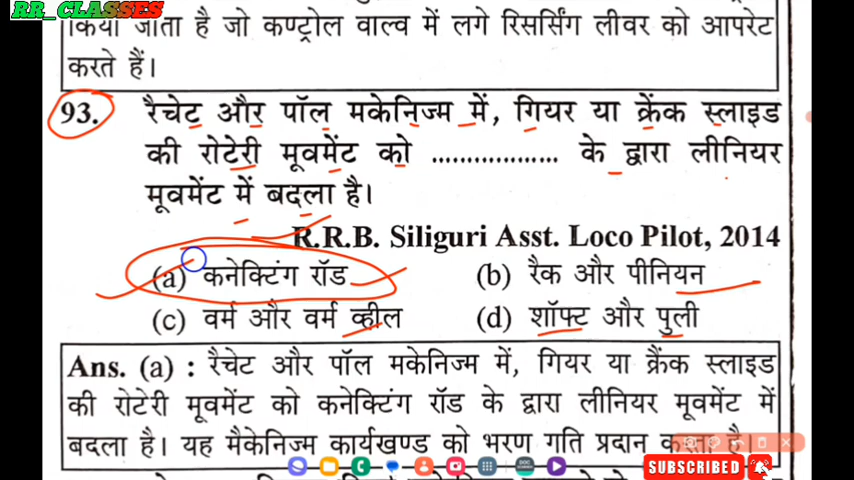 RR_CLASSES
किया जाता है जो कण्ट्रोल वाल्व में लगे रिसर्सिंग लीवर को आपरेट
करते हैं।
93. रैचेट और पॉल मकेनिज्म में, गियर या क्रेंक स्लाइड
की रोटेरी मूवमेंट को .................. के द्वारा लीनियर
मूवमेंट में बदला है।
R.R.B. Siliguri Asst. Loco Pilot, 2014
(a) कनेक्टिंग रॉड (b) रैक और पीनियन
(c) वर्म और वर्म व्हील (d) शॉफ्ट और पुली
Ans. (a) : रैचेट और पॉल मकेनिज्म में, गियर या क्रैंक स्लाइड
की रोटेरी मूवमेंट को कनेक्टिंग रॉड के द्वारा लीनियर मूवमेंट में
बदला है। यह मैकेनिज्म कार्यखण्ड को भरण गति प्रदान करता है।
SUBSCRIBED